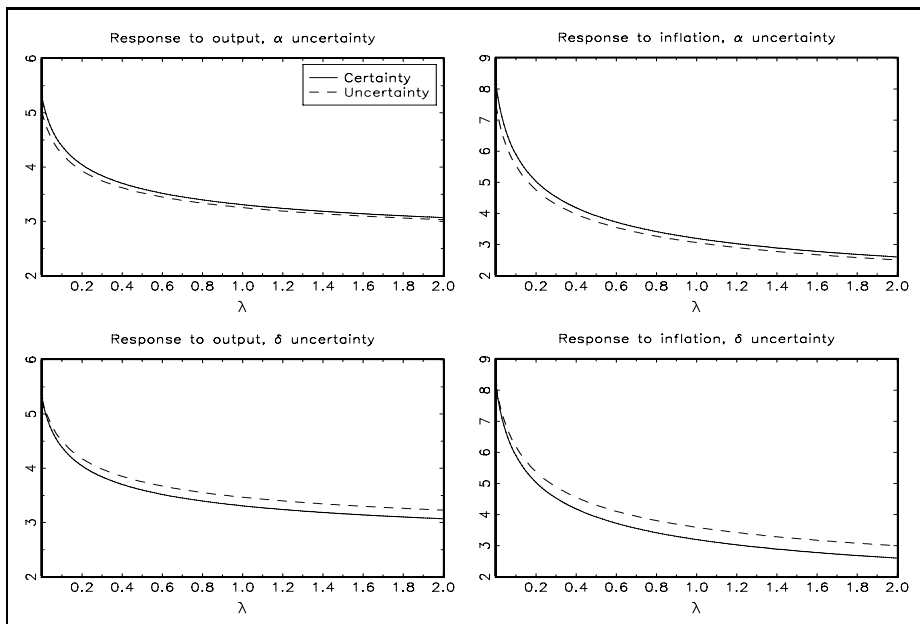 Response to output, α uncertainty
6
5
4
3
2
Certainty
Uncertainty
0.2 0.4 0.6 0.8 1.0 1.2 1.4 1.6 1.8 2.0
λ
Response to inflation, α uncertainty
9
8
7
6
5
4
3
2
0.2 0.4 0.6 0.8 1.0 1.2 1.4 1.6 1.8 2.0
λ
Response to output, δ uncertainty
6
5
4
3
2
0.2 0.4 0.6 0.8 1.0 1.2 1.4 1.6 1.8 2.0
λ
Response to inflation, δ uncertainty
9
8
7
6
5
4
3
2
0.2 0.4 0.6 0.8 1.0 1.2 1.4 1.6 1.8 2.0
λ